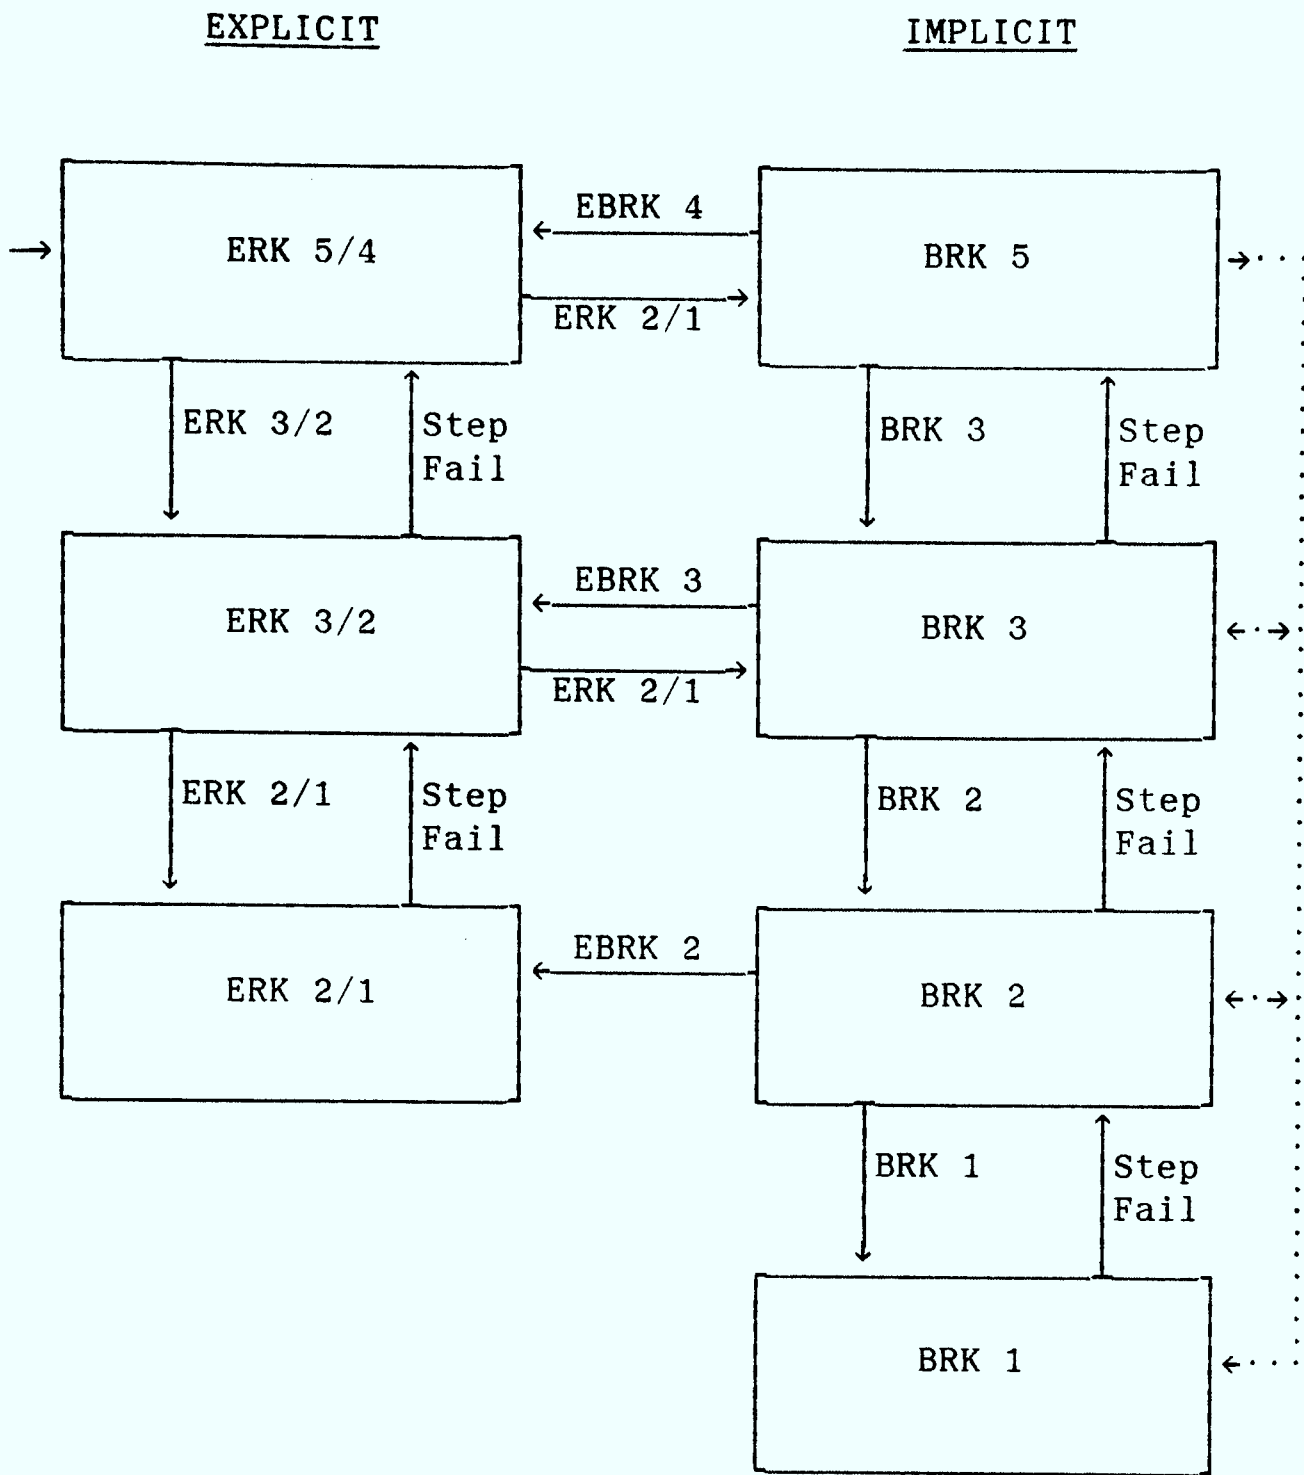 EXPLICIT
IMPLICIT
ERK 5/4
EBRK 4
ERK 2/1
BRK 5
ERK 3/2
Step
Fail
BRK 3
Step
Fail
ERK 3/2
EBRK 3
ERK 2/1
BRK 3
ERK 2/1
Step
Fail
BRK 2
Step
Fail
ERK 2/1
EBRK 2
BRK 2
BRK 1
Step
Fail
BRK 1